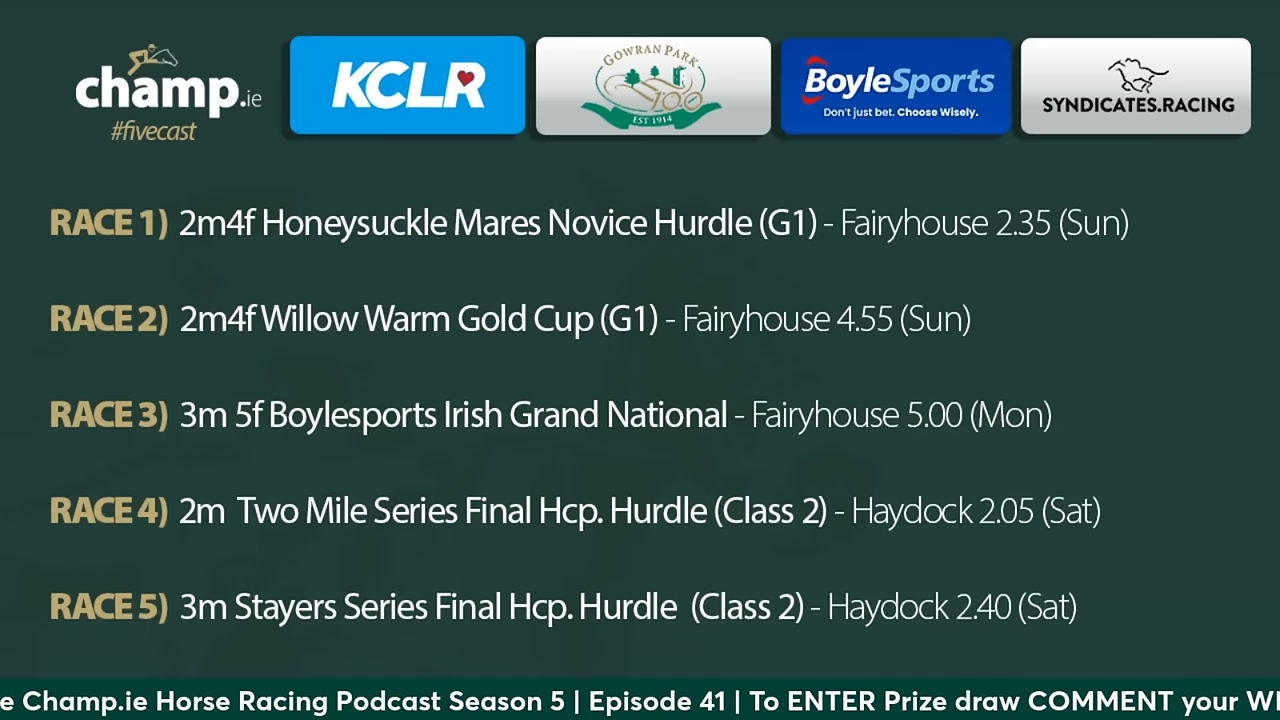 champ.ie
#fivecast
KCLR
GOWRAN PARK
100
EST 1914
BoyleSports
Don't just bet. Choose Wisely.
SYNDICATES.RACING
RACE 1) 2m4f Honeysuckle Mares Novice Hurdle (G1) - Fairyhouse 2.35 (Sun)
RACE 2) 2m4f Willow Warm Gold Cup (G1) - Fairyhouse 4.55 (Sun)
RACE 3) 3m 5f Boylesports Irish Grand National - Fairyhouse 5.00 (Mon)
RACE 4) 2m  Two Mile Series Final Hcp. Hurdle (Class 2) - Haydock 2.05 (Sat)
RACE 5) 3m Stayers Series Final Hcp. Hurdle  (Class 2) - Haydock 2.40 (Sat)
e Champ.ie Horse Racing Podcast Season 5 | Episode 41 | To ENTER Prize draw COMMENT your